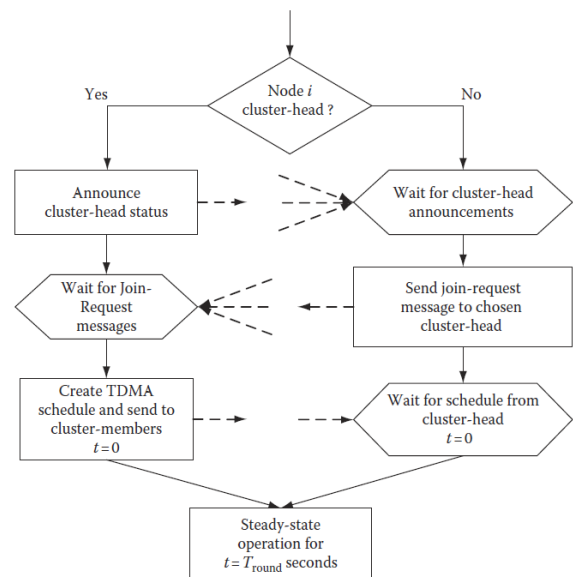 Node i
cluster-head ?
Yes
No
Announce
cluster-head status
Wait for cluster-head
announcements
Wait for Join-
Request
messages
Send join-request
message to chosen
cluster-head
Create TDMA
schedule and send to
cluster-members
t = 0
Wait for schedule from
cluster-head
t = 0
Steady-state
operation for
t = Tround seconds